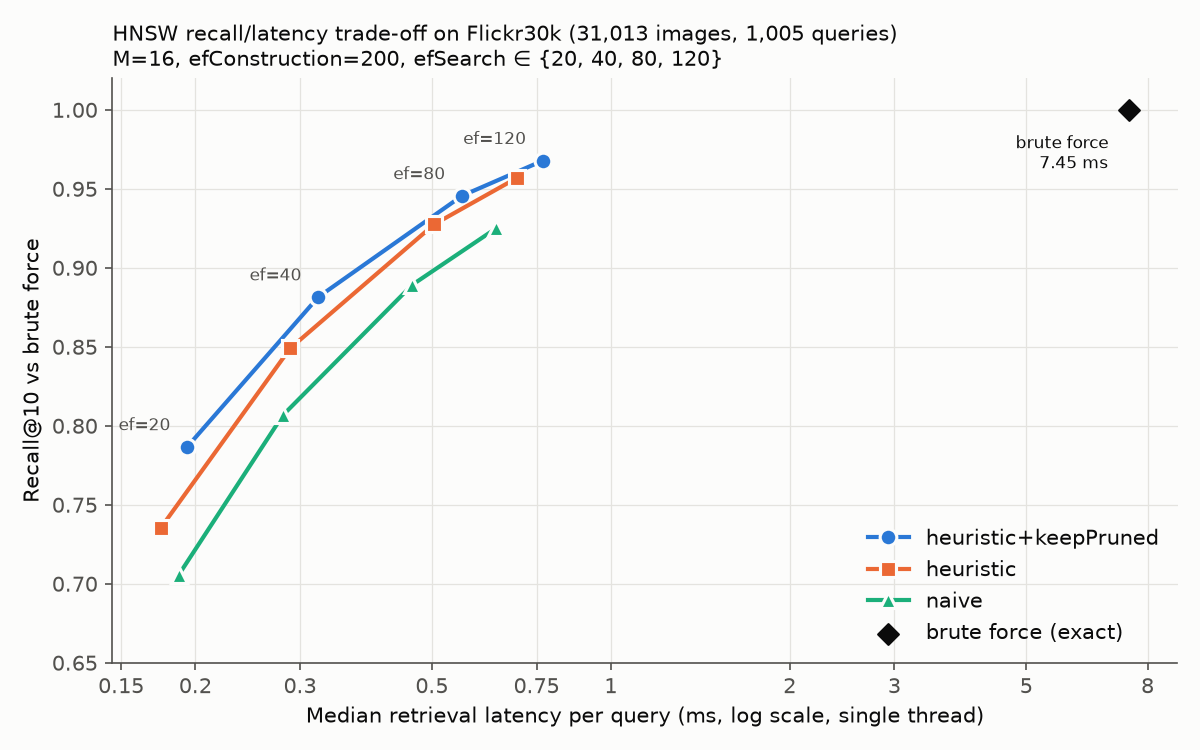 HNSW recall/latency trade-off on Flickr30k (31,013 images, 1,005 queries)
M=16, efConstruction=200, efSearch ∈ {20, 40, 80, 120}
Recall@10 vs brute force
1.00
0.95
0.90
0.85
0.80
0.75
0.70
0.65
ef=120
ef=80
ef=40
ef=20
brute force
7.45 ms
heuristic+keepPruned
heuristic
naive
brute force (exact)
0.15 0.2 0.3 0.5 0.75 1 2 3 5 8
Median retrieval latency per query (ms, log scale, single thread)